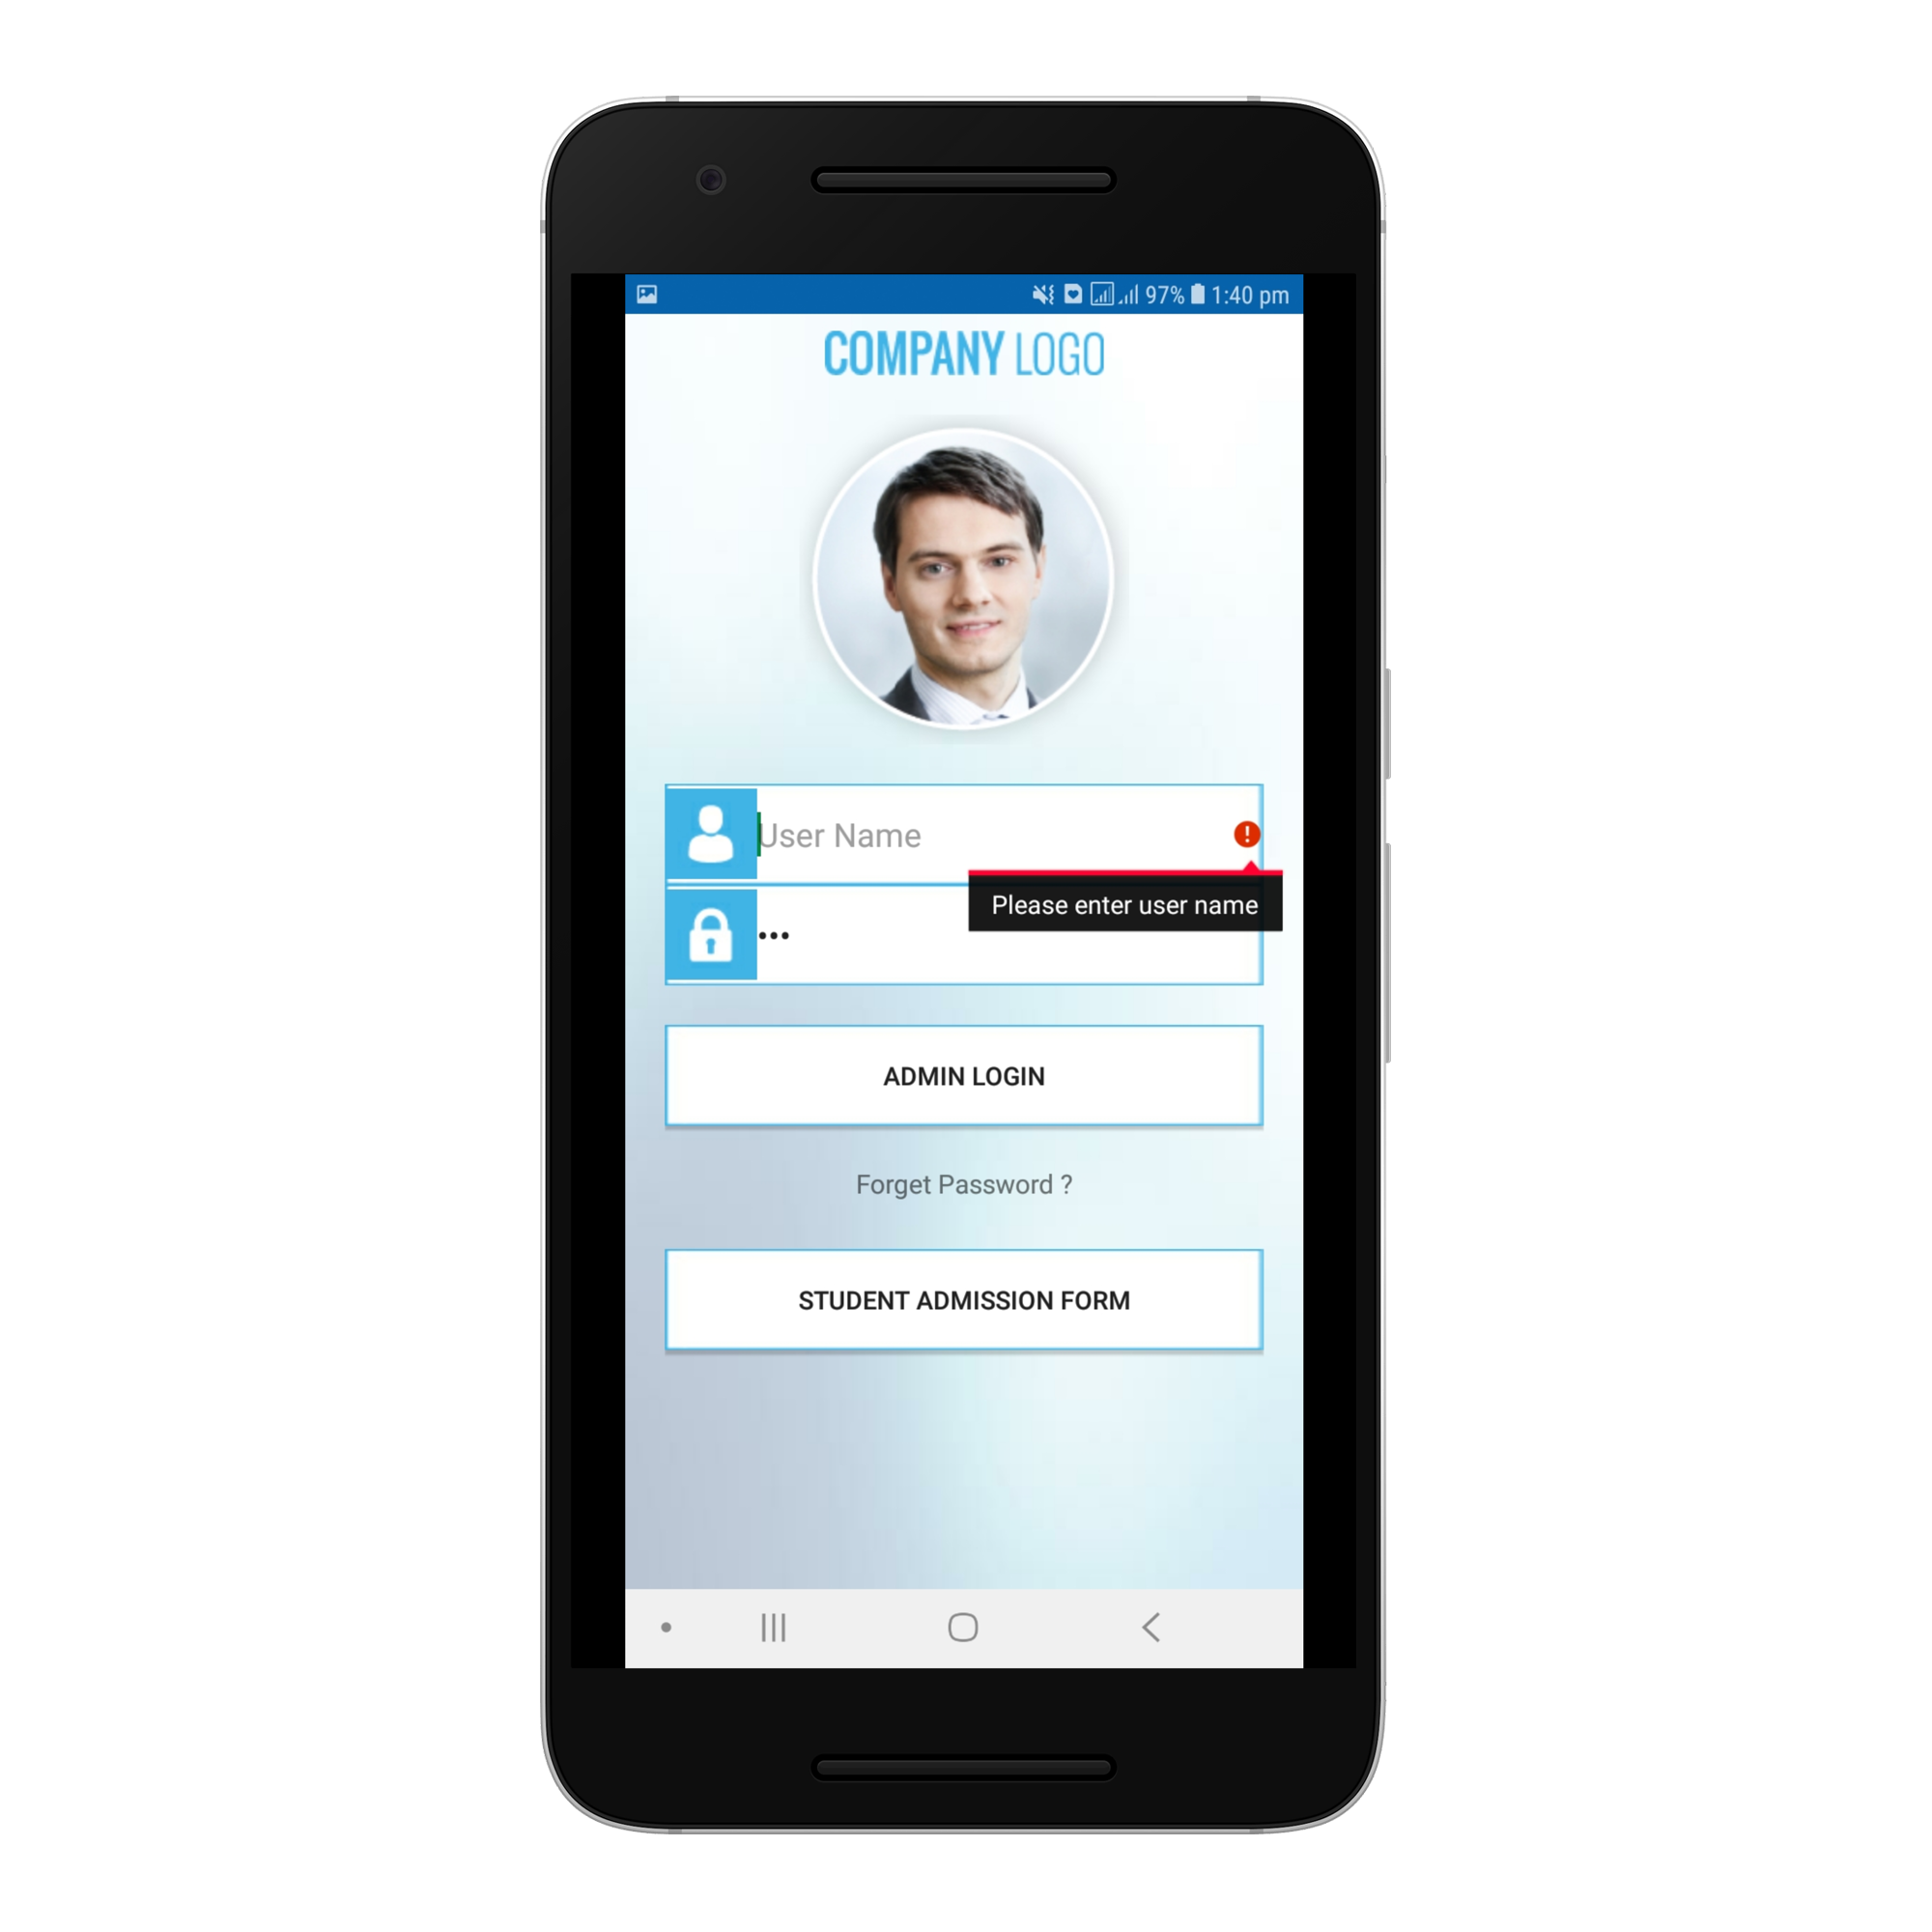 97% 1:40 pm
COMPANY LOGO
User Name
Please enter user name
•••
ADMIN LOGIN
Forget Password ?
STUDENT ADMISSION FORM